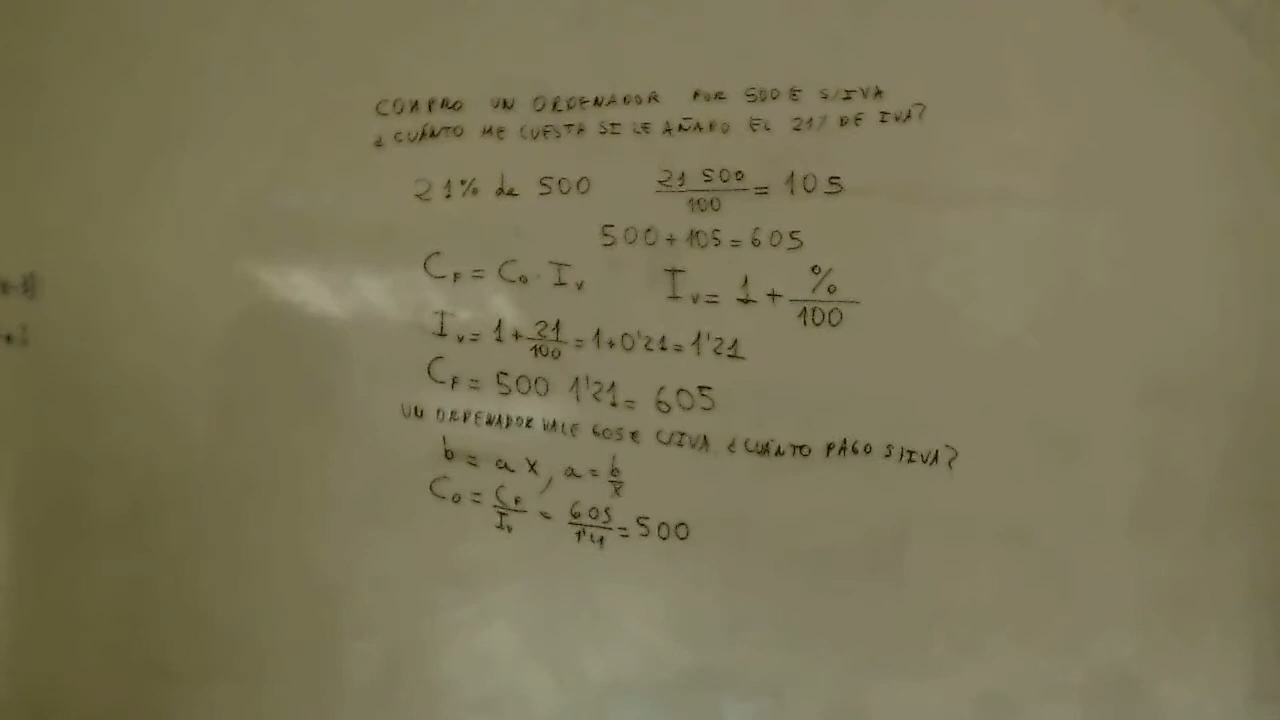 COMPRO UN ORDENADOR POR 500€ S/IVA
¿CUÁNTO ME CUESTA SI LE AÑADO EL 21% DE IVA?
21% de 500 21 500/100 = 105
500+105=605
C_F = C_0 · I_v I_v = 1 + %/100
I_v = 1 + 21/100 = 1+0'21=1'21
C_F = 500 1'21= 605
UN ORDENADOR VALE 605€ C/IVA ¿CUÁNTO PAGO S/IVA?
b = a x, a = b/x
C_0 = C_F/I_v = 605/1'21 = 500